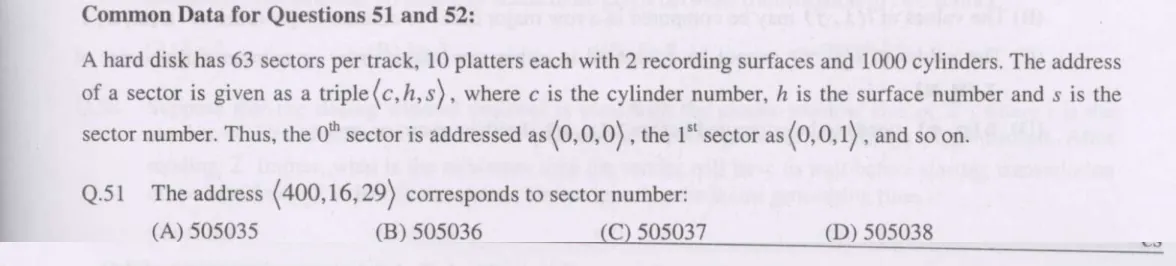 Common Data for Questions 51 and 52:
A hard disk has 63 sectors per track, 10 platters each with 2 recording surfaces and 1000 cylinders. The address
of a sector is given as a triple ⟨c, h, s⟩, where c is the cylinder number, h is the surface number and s is the
sector number. Thus, the 0th sector is addressed as ⟨0,0,0⟩, the 1st sector as ⟨0,0,1⟩, and so on.
Q.51 The address ⟨400,16,29⟩ corresponds to sector number:
(A) 505035 (B) 505036 (C) 505037 (D) 505038